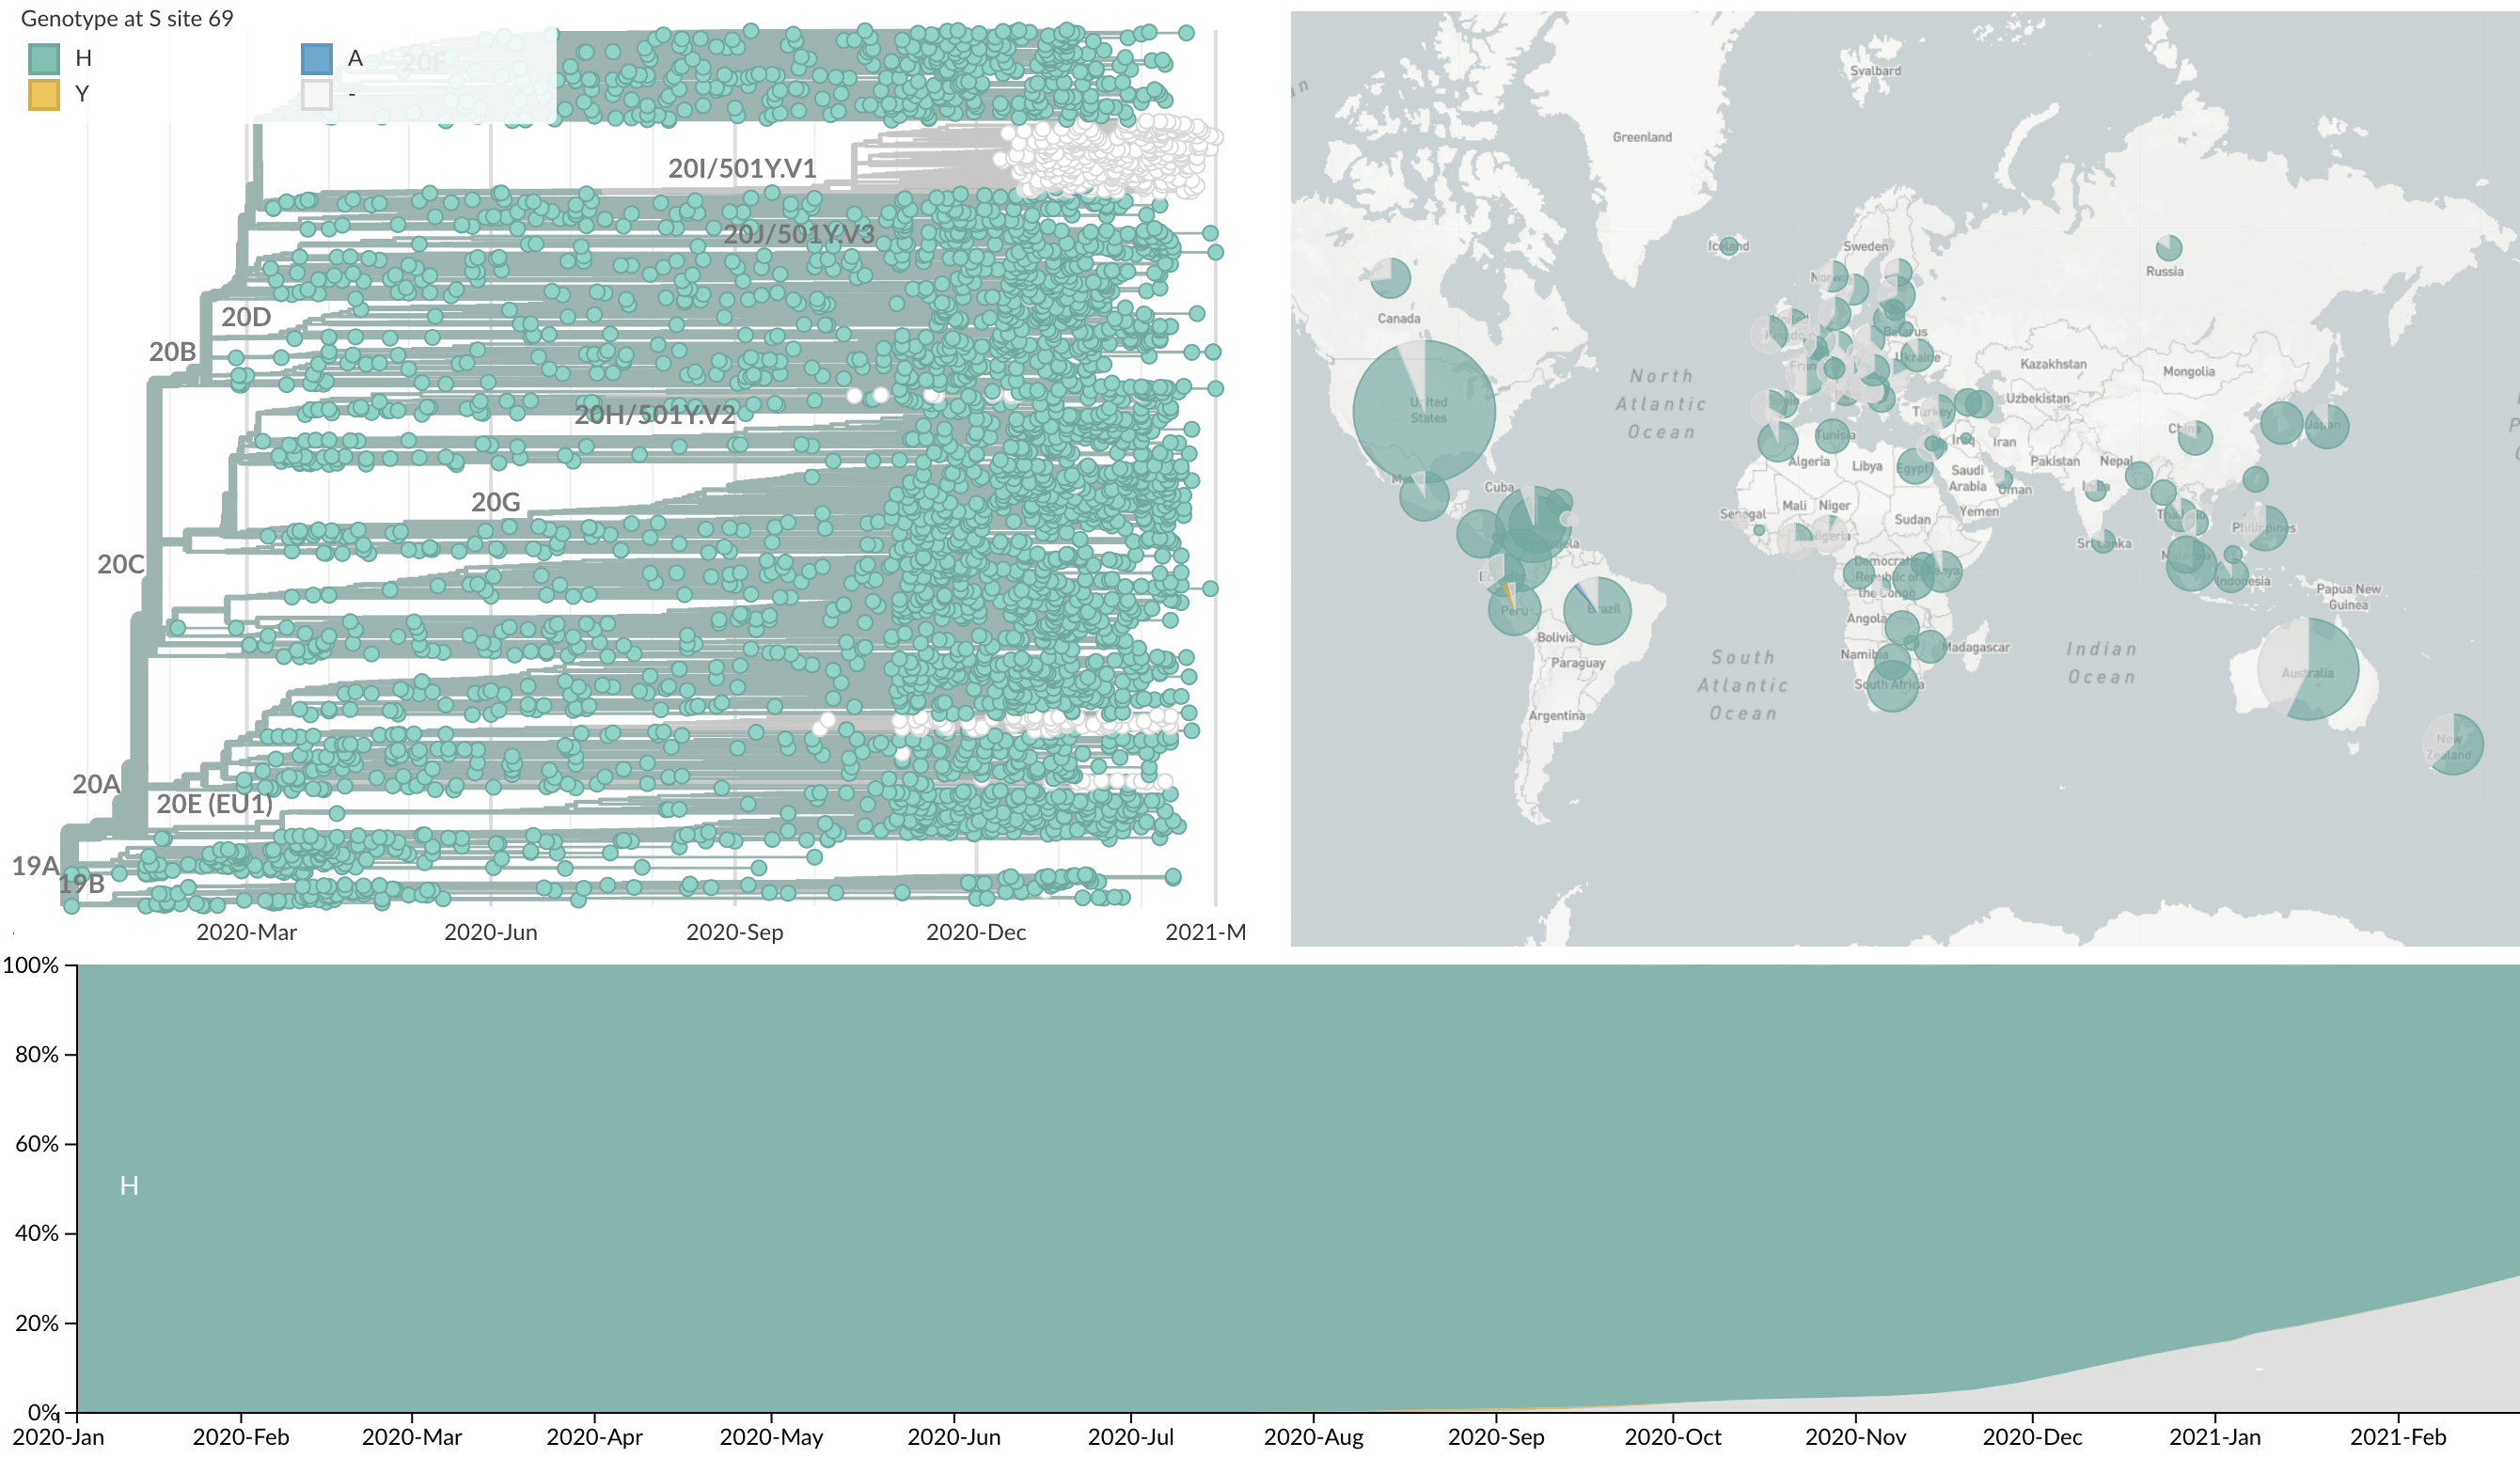 Genotype at S site 69
H
A
Y
-
20F
20I/501Y.V1
20J/501Y.V3
20D
20B
20H/501Y.V2
20G
20C
20A
20E (EU1)
19A
19B
2020-Mar
2020-Jun
2020-Sep
2020-Dec
2021-M
Svalbard
Greenland
Iceland
Sweden
Russia
Canada
Belarus
Ukraine
Kazakhstan
Mongolia
North
Atlantic
Ocean
United
States
Uzbekistan
Turkey
China
Japan
Tunisia
Iraq
Iran
Algeria
Libya
Egypt
Saudi
Arabia
Pakistan
Nepal
Cuba
Oman
India
Mali
Niger
Senegal
Sudan
Yemen
Philippines
Nigeria
Sri Lanka
Democratic
Republic of
the Congo
Kenya
Indonesia
Papua New
Guinea
Peru
Brazil
Angola
Bolivia
Namibia
Madagascar
Indian
Ocean
South
Atlantic
Ocean
Paraguay
South Africa
Australia
Argentina
New
Zealand
100%
80%
60%
40%
20%
0%
H
-
2020-Jan
2020-Feb
2020-Mar
2020-Apr
2020-May
2020-Jun
2020-Jul
2020-Aug
2020-Sep
2020-Oct
2020-Nov
2020-Dec
2021-Jan
2021-Feb